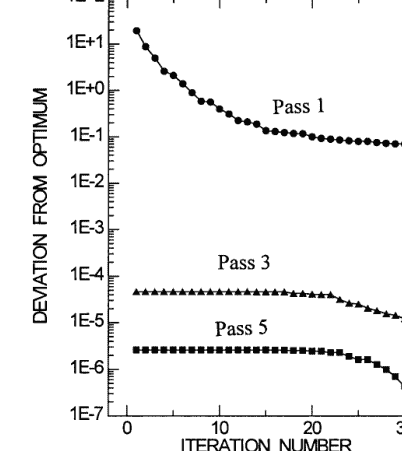 1E+1
1E+0
1E-1
1E-2
1E-3
1E-4
1E-5
1E-6
1E-7
DEVIATION FROM OPTIMUM
Pass 1
Pass 3
Pass 5
0
10
20
ITERATION NUMBER